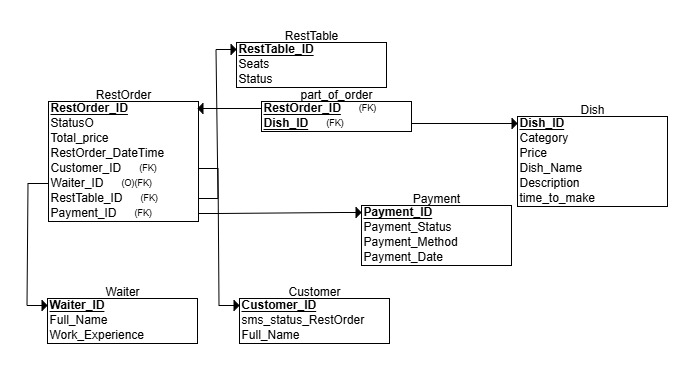 RestTable
RestTable_ID
Seats
Status
RestOrder
RestOrder_ID
StatusO
Total_price
RestOrder_DateTime
Customer_ID (FK)
Waiter_ID (O)(FK)
RestTable_ID (FK)
Payment_ID (FK)
part_of_order
RestOrder_ID (FK)
Dish_ID (FK)
Dish
Dish_ID
Category
Price
Dish_Name
Description
time_to_make
Payment
Payment_ID
Payment_Status
Payment_Method
Payment_Date
Waiter
Waiter_ID
Full_Name
Work_Experience
Customer
Customer_ID
sms_status_RestOrder
Full_Name